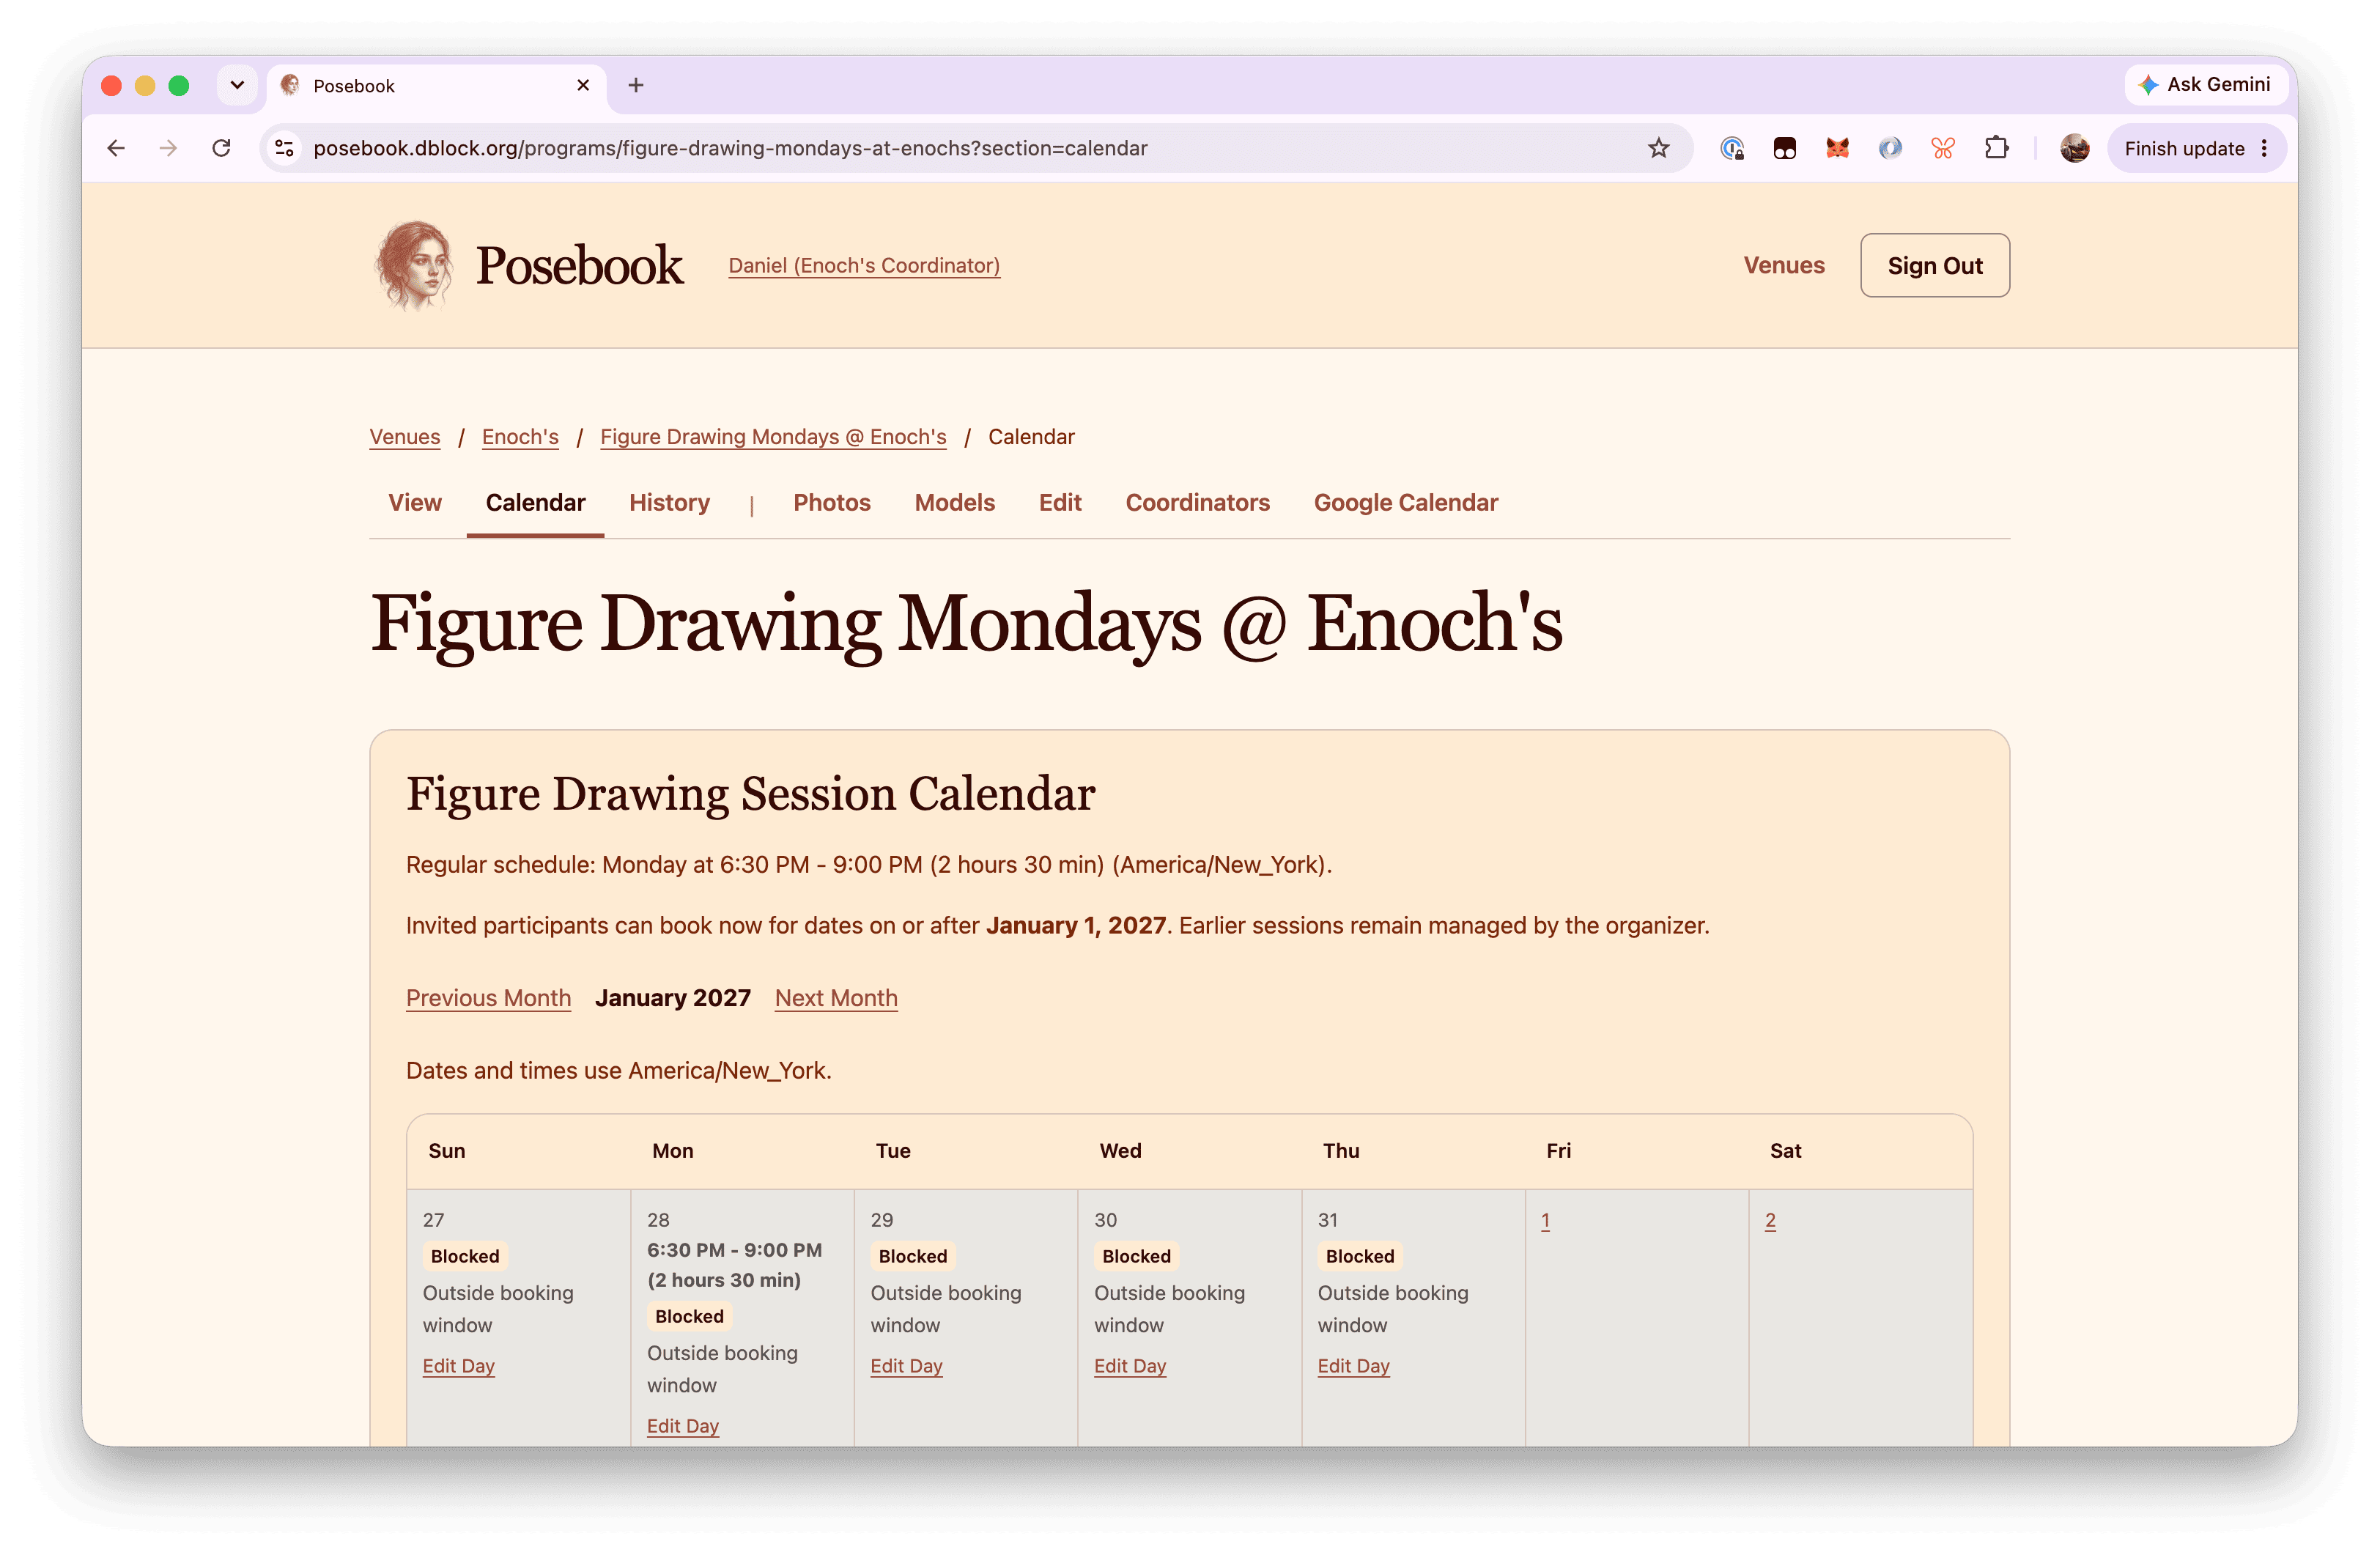 Posebook
Ask Gemini
posebook.dblock.org/programs/figure-drawing-mondays-at-enochs?section=calendar
Finish update
Posebook
Daniel (Enoch's Coordinator)
Venues
Sign Out
Venues / Enoch's / Figure Drawing Mondays @ Enoch's / Calendar
View Calendar History | Photos Models Edit Coordinators Google Calendar
Figure Drawing Mondays @ Enoch's
Figure Drawing Session Calendar
Regular schedule: Monday at 6:30 PM - 9:00 PM (2 hours 30 min) (America/New_York).
Invited participants can book now for dates on or after January 1, 2027. Earlier sessions remain managed by the organizer.
Previous Month January 2027 Next Month
Dates and times use America/New_York.
Sun Mon Tue Wed Thu Fri Sat
27
Blocked
Outside booking
window
Edit Day
28
6:30 PM - 9:00 PM
(2 hours 30 min)
Blocked
Outside booking
window
Edit Day
29
Blocked
Outside booking
window
Edit Day
30
Blocked
Outside booking
window
Edit Day
31
Blocked
Outside booking
window
Edit Day
1
2